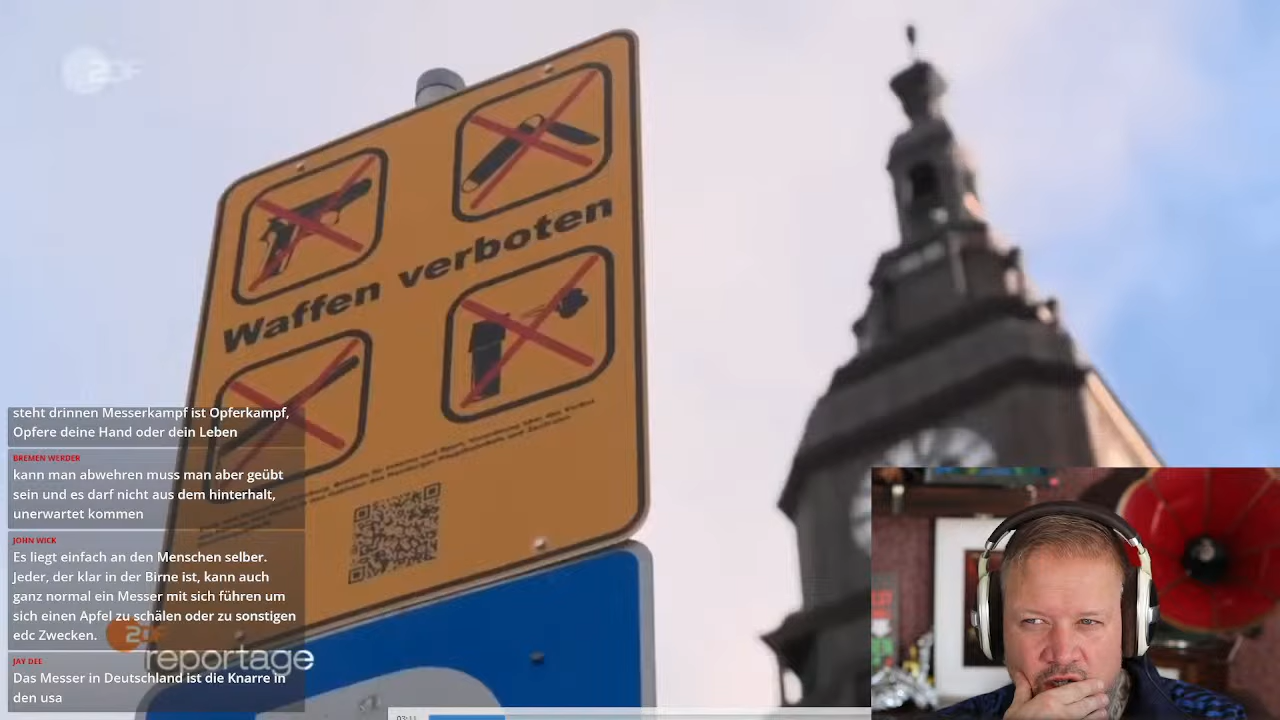 ZDF
Waffen verboten
steht drinnen Messerkampf ist Opferkampf,
Opfere deine Hand oder dein Leben
BREMEN WERDER
kann man abwehren muss man aber geübt
sein und es darf nicht aus dem hinterhalt,
unerwartet kommen
JOHN WICK
Es liegt einfach an den Menschen selber.
Jeder, der klar in der Birne ist, kann auch
ganz normal ein Messer mit sich führen um
sich einen Apfel zu schälen oder zu sonstigen
edc Zwecken.
ZDF
reportage
JAY DEE
Das Messer in Deutschland ist die Knarre in
den usa